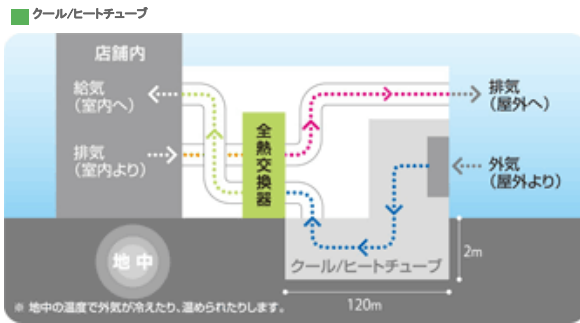 クール/ヒートチューブ
店舗内
給気
(室内へ)
排気
(室内より)
全熱交換器
排気
(屋外へ)
外気
(屋外より)
地中
クール/ヒートチューブ
2m
120m
※ 地中の温度で外気が冷えたり、温められたりします。